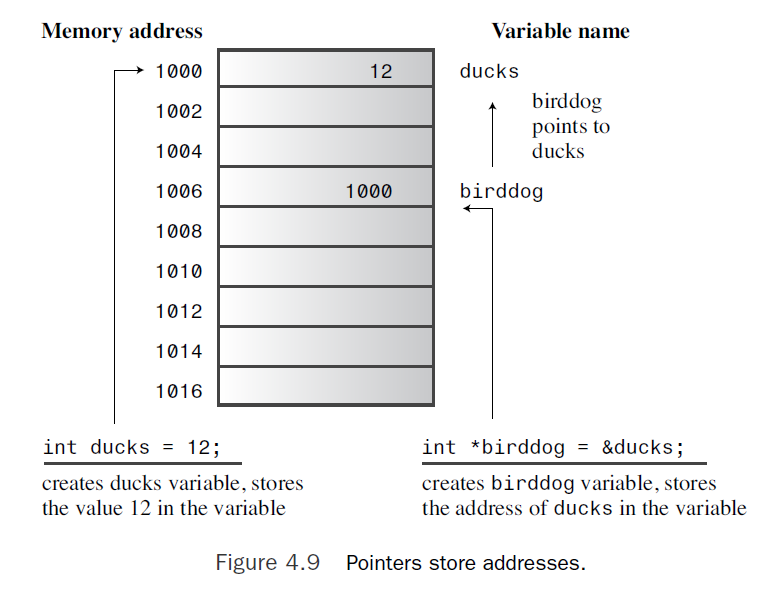 Memory address Variable name
1000 12 ducks
birddog
1002 points to
1004 ducks
1006 1000 birddog
1008
1010
1012
1014
1016
int ducks = 12; int *birddog = &ducks;
creates ducks variable, stores creates birddog variable, stores
the value 12 in the variable the address of ducks in the variable
Figure 4.9 Pointers store addresses.